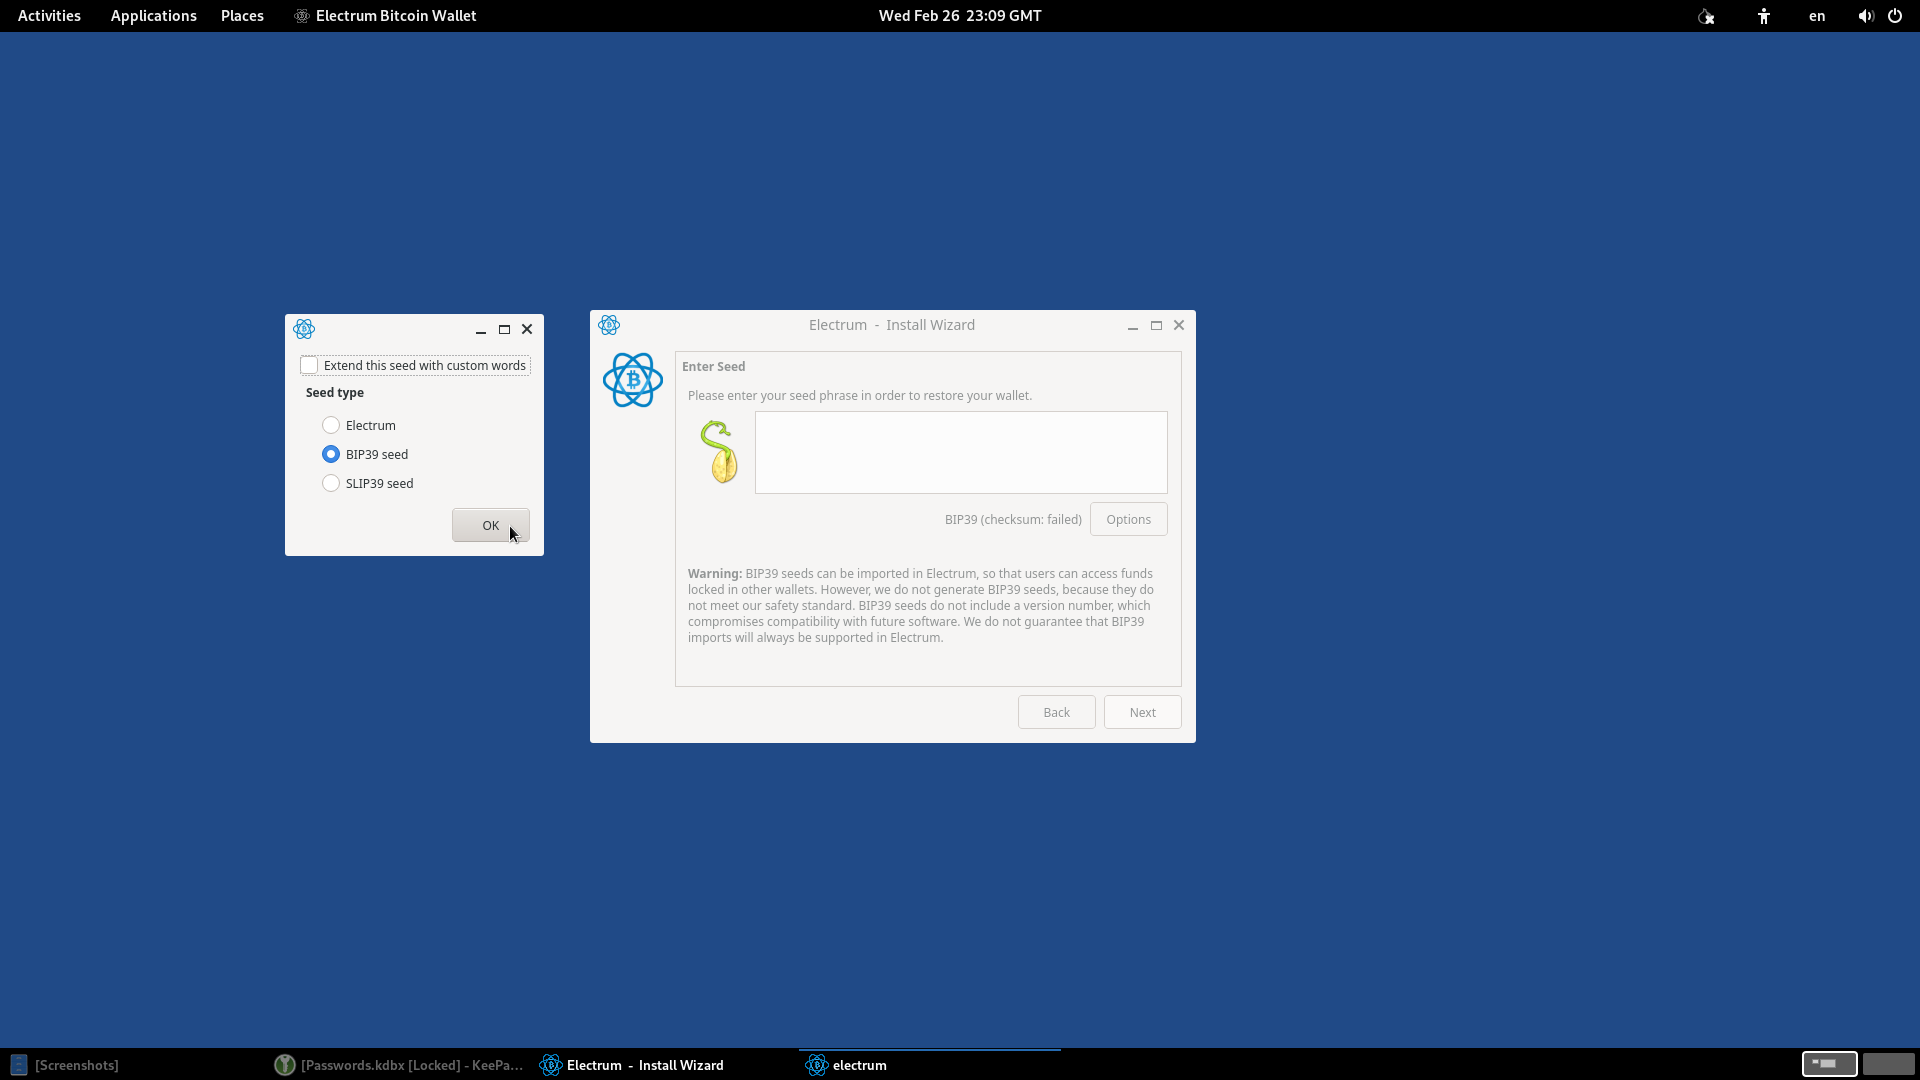 Activities Applications Places Electrum Bitcoin Wallet Wed Feb 26 23:09 GMT en
Extend this seed with custom words
Seed type
Electrum
BIP39 seed
SLIP39 seed
OK
Electrum - Install Wizard
Enter Seed
Please enter your seed phrase in order to restore your wallet.
BIP39 (checksum: failed) Options
Warning: BIP39 seeds can be imported in Electrum, so that users can access funds
locked in other wallets. However, we do not generate BIP39 seeds, because they do
not meet our safety standard. BIP39 seeds do not include a version number, which
compromises compatibility with future software. We do not guarantee that BIP39
imports will always be supported in Electrum.
Back Next
[Screenshots] [Passwords.kdbx [Locked] - KeePa... Electrum - Install Wizard electrum